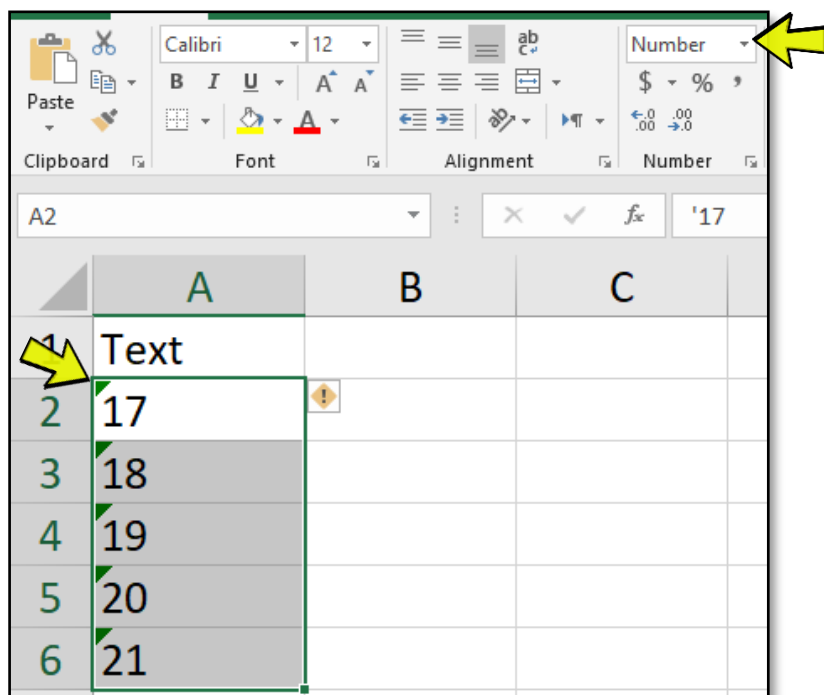 Calibri 12 ab Number
c
B I U A A $ % ,
Paste
A .00 .00
.0 .0
Clipboard Font Alignment Number
A2 fx '17
A B C
1 Text
2 17
3 18
4 19
5 20
6 21